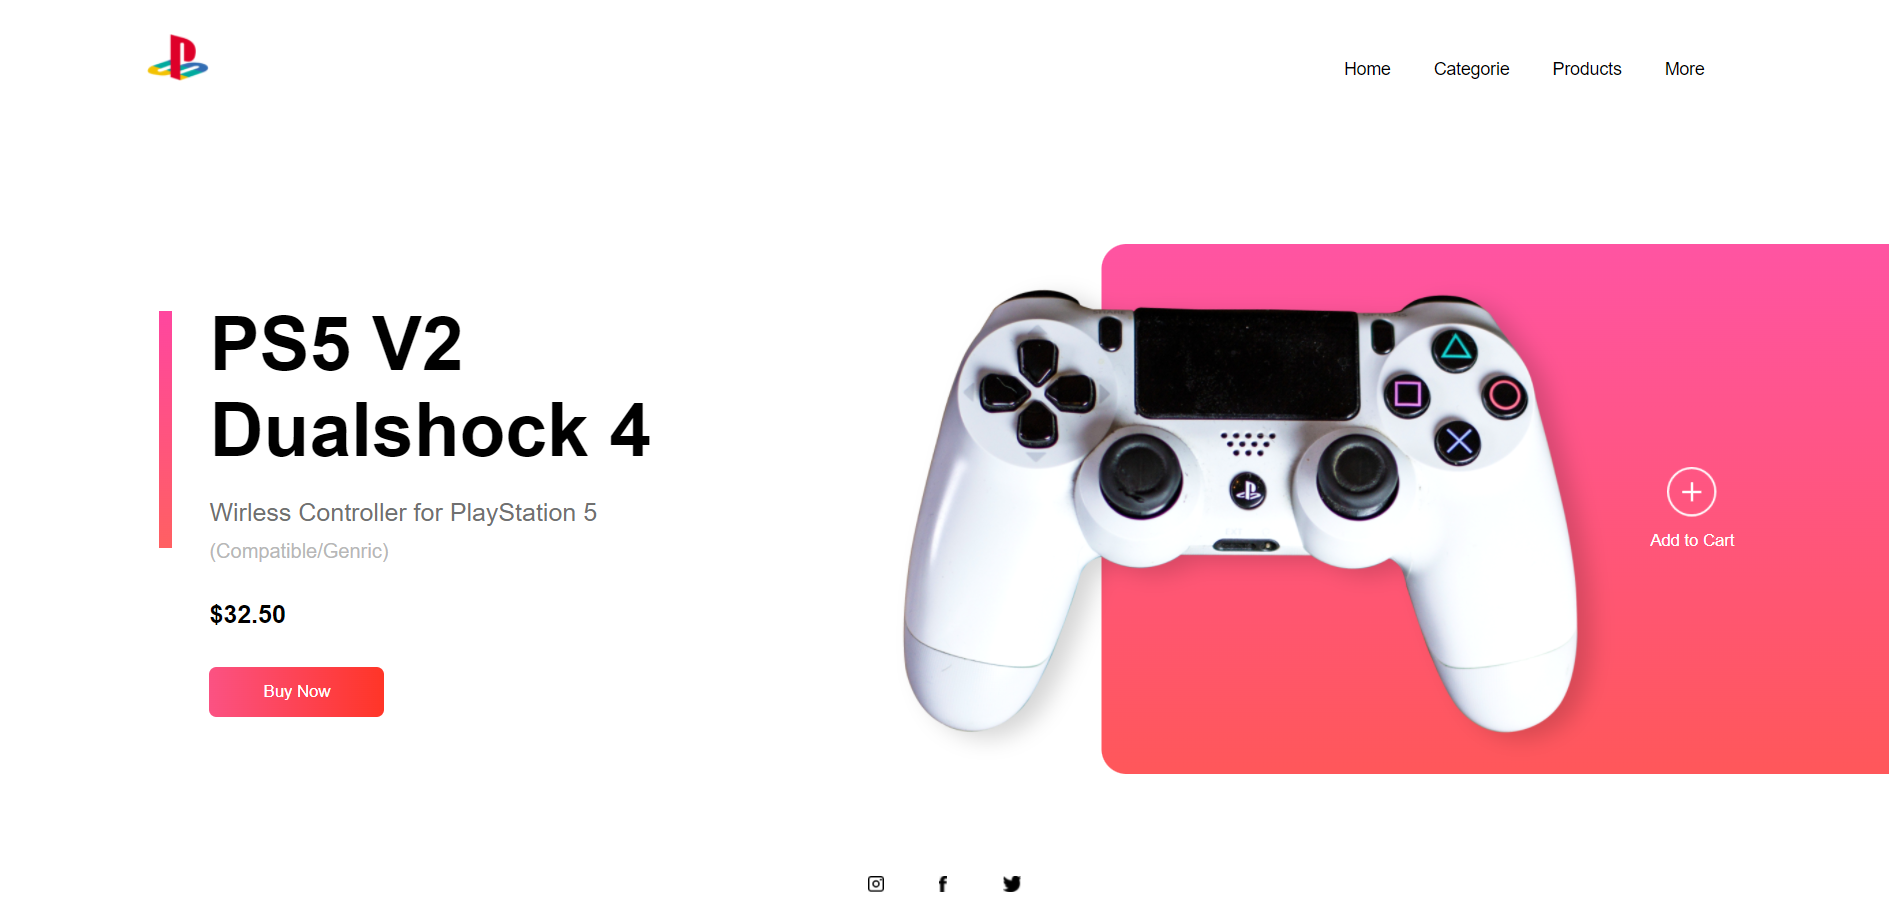 Home Categorie Products More
PS5 V2
Dualshock 4
Wirless Controller for PlayStation 5
(Compatible/Genric)
$32.50
Buy Now
Add to Cart